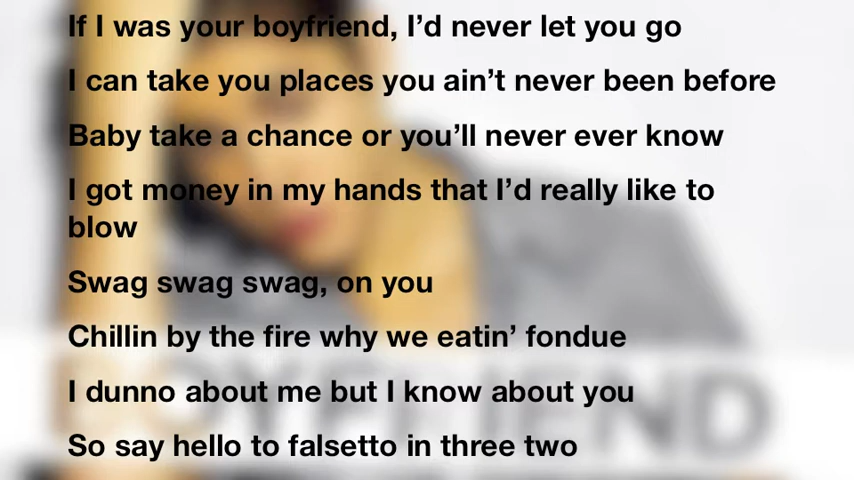 If I was your boyfriend, I’d never let you go
I can take you places you ain’t never been before
Baby take a chance or you’ll never ever know
I got money in my hands that I’d really like to
blow
Swag swag swag, on you
Chillin by the fire why we eatin’ fondue
I dunno about me but I know about you
So say hello to falsetto in three two
BOYFRIEND